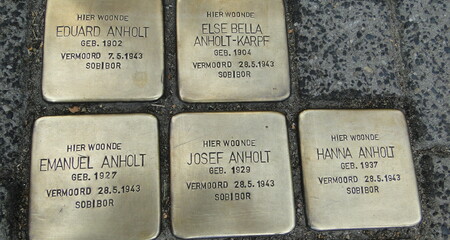 HIER WOONDE
EDUARD ANHOLT
GEB. 1902
VERMOORD 7.5.1943
SOBIBOR
HIER WOONDE
ELSE BELLA
ANHOLT-KARPF
GEB. 1904
VERMOORD 28.5.1943
SOBIBOR
HIER WOONDE
EMANUEL ANHOLT
GEB. 1927
VERMOORD 28.5.1943
SOBIBOR
HIER WOONDE
JOSEF ANHOLT
GEB. 1929
VERMOORD 28.5.1943
SOBIBOR
HIER WOONDE
HANNA ANHOLT
GEB. 1937
VERMOORD 28.5.1943
SOBIBOR